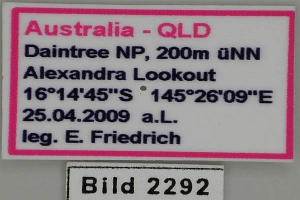 Australia - QLD
Daintree NP, 200m üNN
Alexandra Lookout
16°14'45"S 145°26'09"E
25.04.2009 a.L.
leg. E. Friedrich
Bild 2292